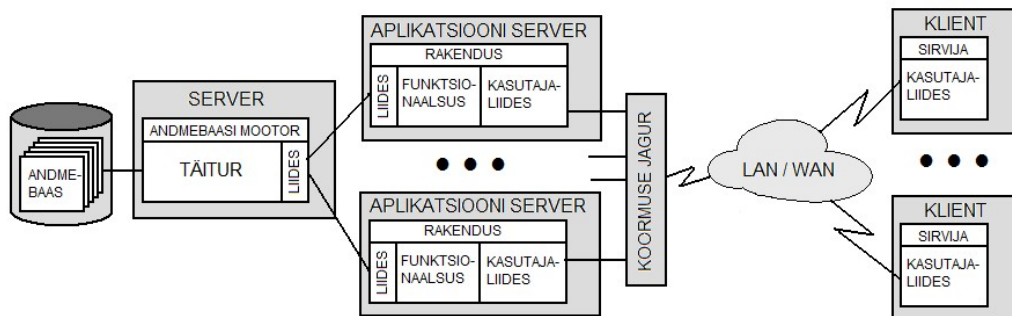 ANDME-
BAAS
SERVER
ANDMEBAASI MOOTOR
TÄITUR
LIIDES
APLIKATSIOONI SERVER
RAKENDUS
LIIDES
FUNKTSIO-
NAALSUS
KASUTAJA-
LIIDES
APLIKATSIOONI SERVER
RAKENDUS
LIIDES
FUNKTSIO-
NAALSUS
KASUTAJA-
LIIDES
KOORMUSE JAGUR
LAN / WAN
KLIENT
SIRVIJA
KASUTAJA-
LIIDES
KLIENT
SIRVIJA
KASUTAJA-
LIIDES